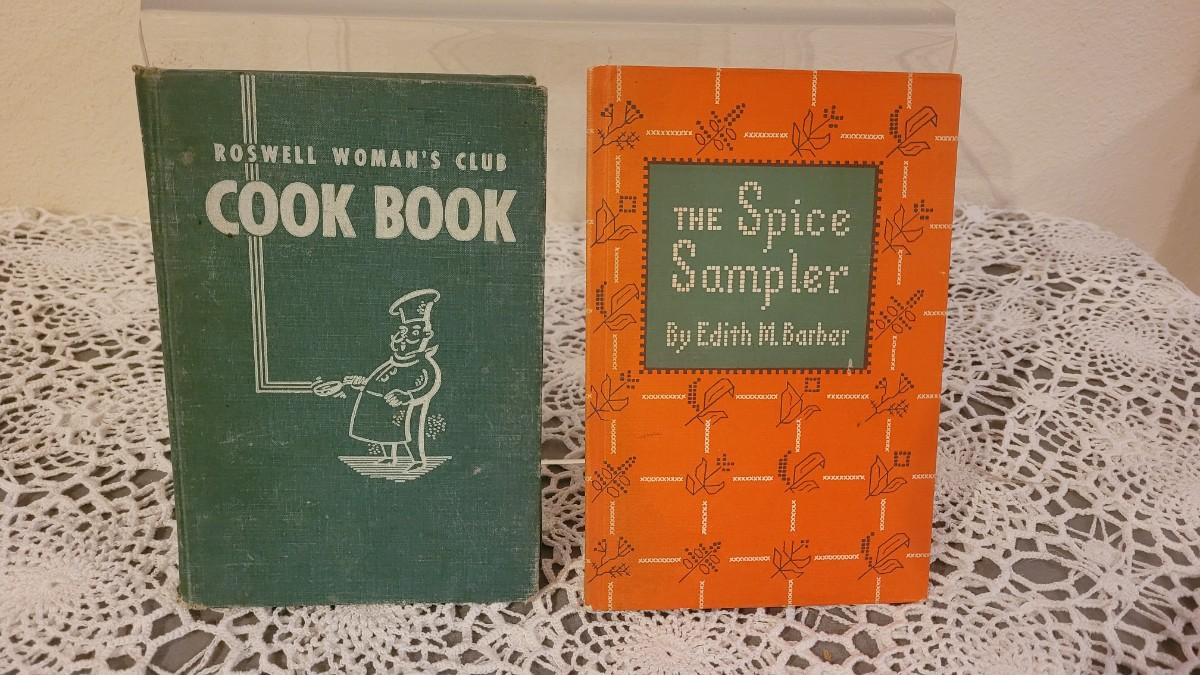 ROSWELL WOMAN'S CLUB
COOK BOOK
THE Spice
Sampler
By Edith M. Barber